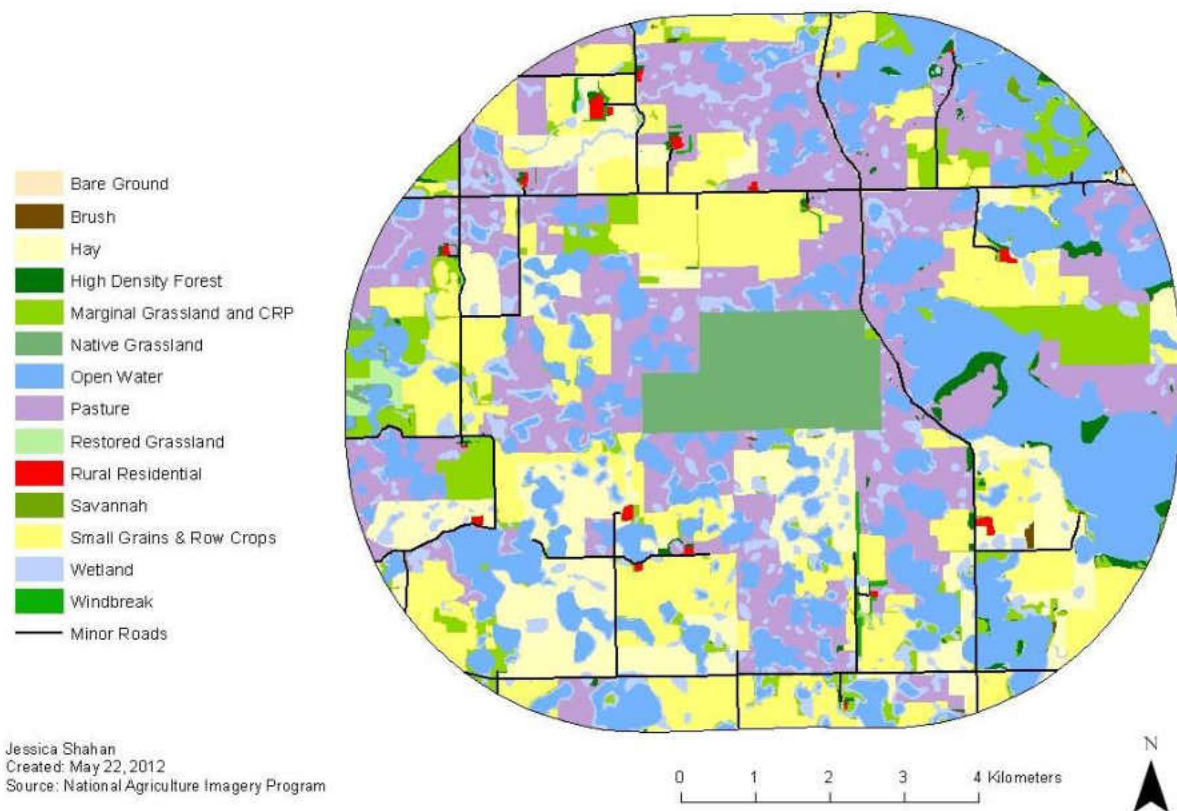 Bare Ground
Brush
Hay
High Density Forest
Marginal Grassland and CRP
Native Grassland
Open Water
Pasture
Restored Grassland
Rural Residential
Savannah
Small Grains & Row Crops
Wetland
Windbreak
Minor Roads
Jessica Shahan
Created: May 22, 2012
Source: National Agriculture Imagery Program
0 1 2 3 4 Kilometers
N